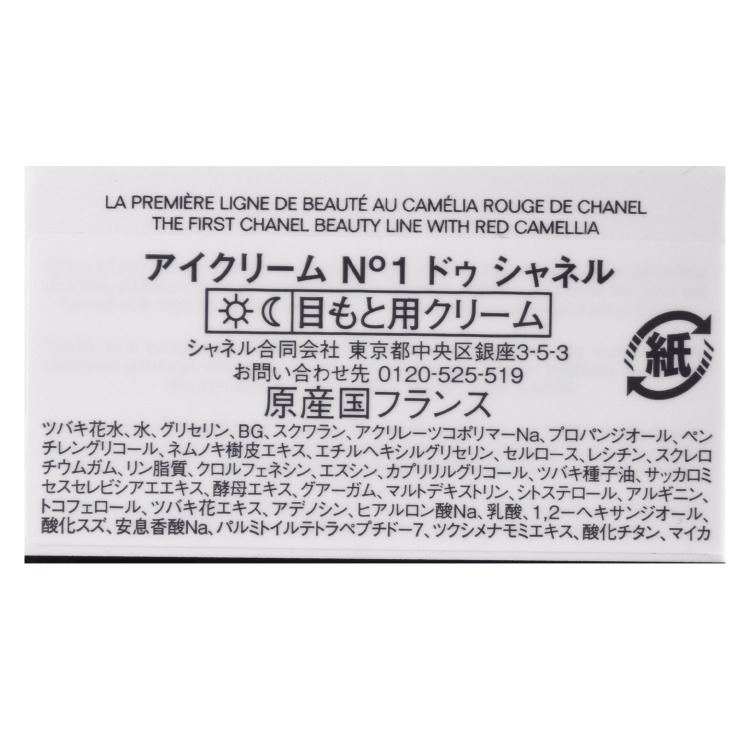 LA PREMIÈRE LIGNE DE BEAUTÉ AU CAMÉLIA ROUGE DE CHANEL
THE FIRST CHANEL BEAUTY LINE WITH RED CAMELLIA
アイクリーム Nº1 ドゥ シャネル
目もと用クリーム
シャネル合同会社 東京都中央区銀座3-5-3
お問い合わせ先 0120-525-519
原産国フランス
紙
ツバキ花水、水、グリセリン、BG、スクワラン、アクリレーツコポリマーNa、プロパンジオール、ペン
チレングリコール、ネムノキ樹皮エキス、エチルヘキシルグリセリン、セルロース、レシチン、スクレロ
チウムガム、リン脂質、クロルフェネシン、エスシン、カプリリルグリコール、ツバキ種子油、サッカロミ
セスセレビシアエエキス、酵母エキス、グアーガム、マルトデキストリン、シトステロール、アルギニン、
トコフェロール、ツバキ花エキス、アデノシン、ヒアルロン酸Na、乳酸、1,2-ヘキサンジオール、
酸化スズ、安息香酸Na、パルミトイルテトラペプチド-7、ツクシメナモミエキス、酸化チタン、マイカ